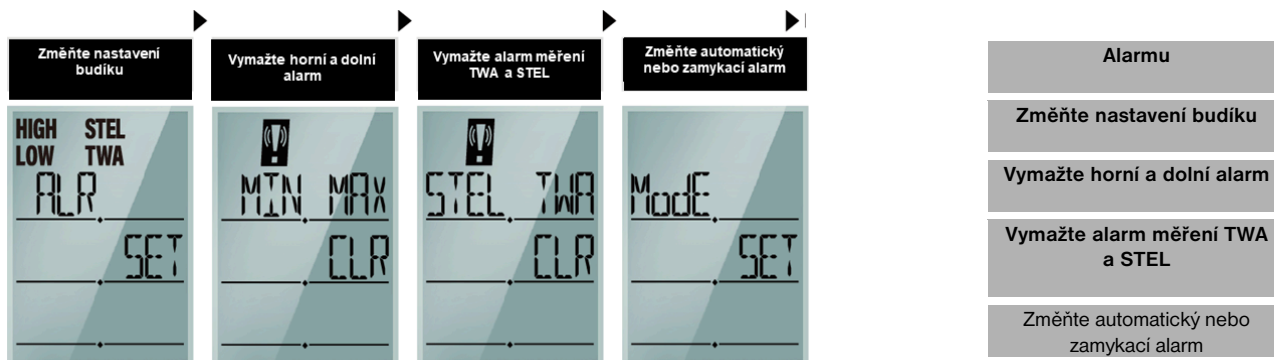 Změňte nastavení
budíku
Vymažte horní a dolní
alarm
Vymažte alarm měření
TWA a STEL
Změňte automatický
nebo zamykací alarm
HIGH STEL
LOW TWA
ALR
SET
MIN MAX
CLR
STEL TWA
CLR
ModE
SET
Alarmu
Změňte nastavení budíku
Vymažte horní a dolní alarm
Vymažte alarm měření TWA
a STEL
Změňte automatický nebo
zamykací alarm